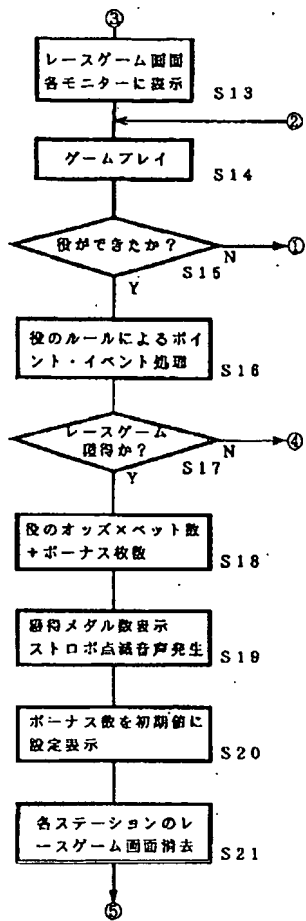 ③
レースゲーム画面
各モニターに表示
S13
②
ゲームプレイ
S14
役ができたか?
N
①
S15
Y
役のルールによるポイ
ント・イベント処理
S16
レースゲーム
獲得か?
N
④
S17
Y
役のオッズ×ベット数
+ボーナス枚数
S18
獲得メダル数表示
ストロボ点滅音声発生
S19
ボーナス数を初期値に
設定表示
S20
各ステーションのレ
ースゲーム画面消去
S21
⑤